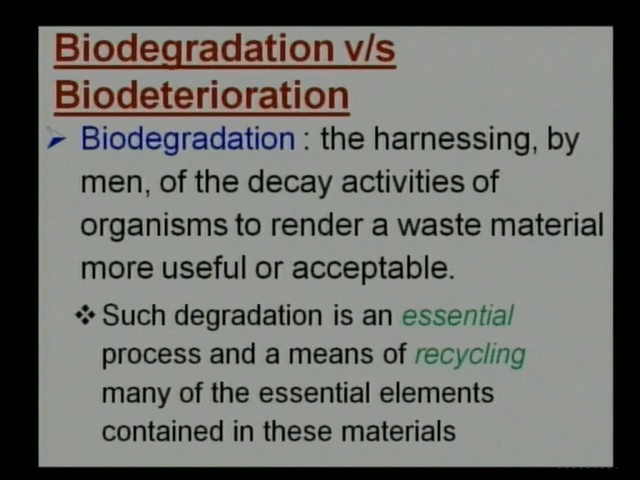 Biodegradation v/s
Biodeterioration
Biodegradation : the harnessing, by
men, of the decay activities of
organisms to render a waste material
more useful or acceptable.
Such degradation is an essential
process and a means of recycling
many of the essential elements
contained in these materials